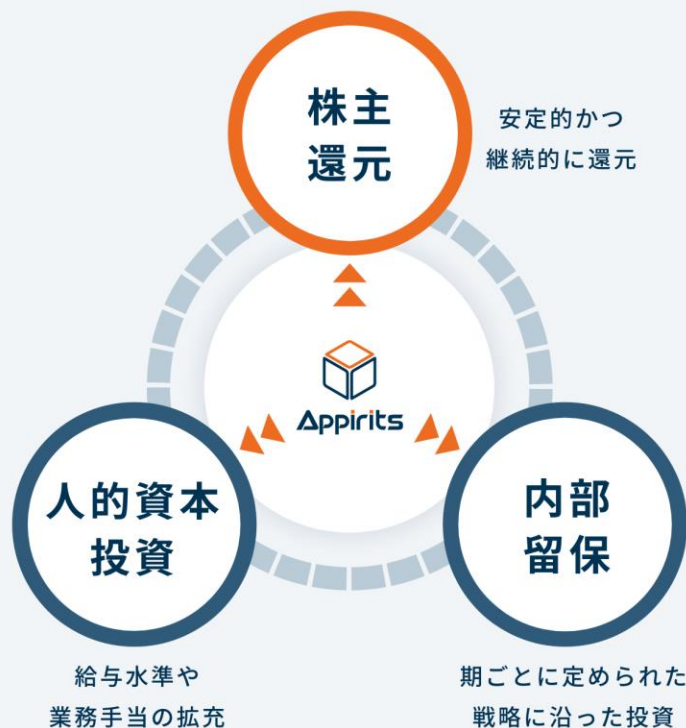 株主
還元
安定的かつ
継続的に還元
Appirits
人的資本
投資
内部
留保
給与水準や
業務手当の拡充
期ごとに定められた
戦略に沿った投資